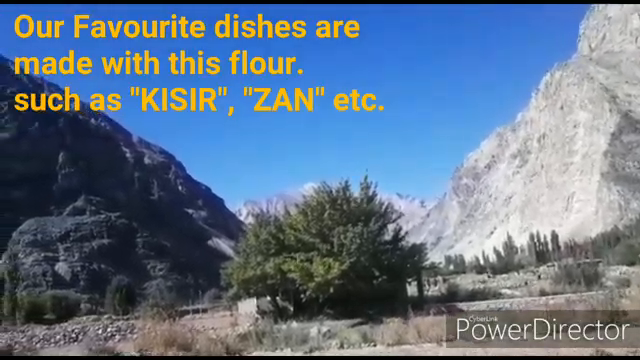 Our Favourite dishes are
made with this flour.
such as "KISIR", "ZAN" etc.
CyberLink
PowerDirector